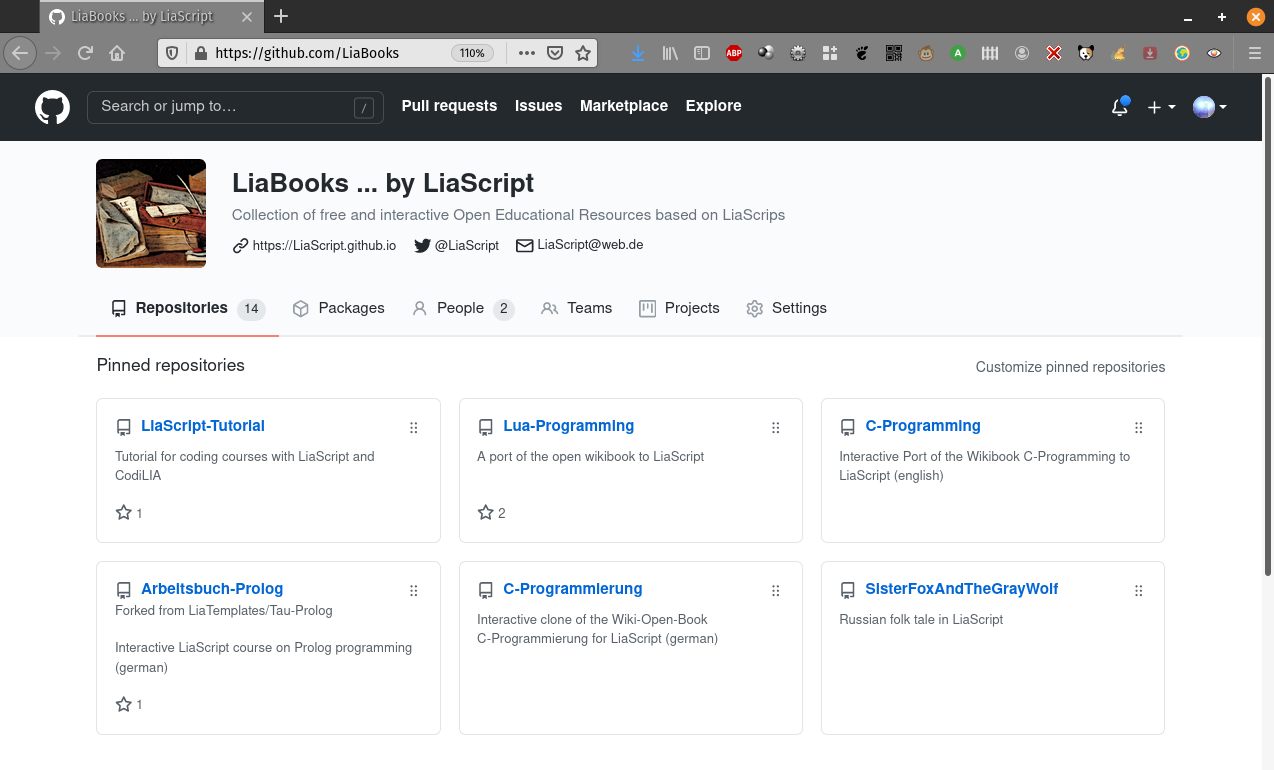 LiaBooks ... by LiaScript
https://github.com/LiaBooks 110%
ABP
A
Search or jump to… /
Pull requests Issues Marketplace Explore
LiaBooks ... by LiaScript
Collection of free and interactive Open Educational Resources based on LiaScrips
https://LiaScript.github.io @LiaScript LiaScript@web.de
Repositories 14 Packages People 2 Teams Projects Settings
Pinned repositories
Customize pinned repositories
LiaScript-Tutorial
Tutorial for coding courses with LiaScript and
CodiLIA
1
Lua-Programming
A port of the open wikibook to LiaScript
2
C-Programming
Interactive Port of the Wikibook C-Programming to
LiaScript (english)
Arbeitsbuch-Prolog
Forked from LiaTemplates/Tau-Prolog
Interactive LiaScript course on Prolog programming
(german)
1
C-Programmierung
Interactive clone of the Wiki-Open-Book
C-Programmierung for LiaScript (german)
SisterFoxAndTheGrayWolf
Russian folk tale in LiaScript